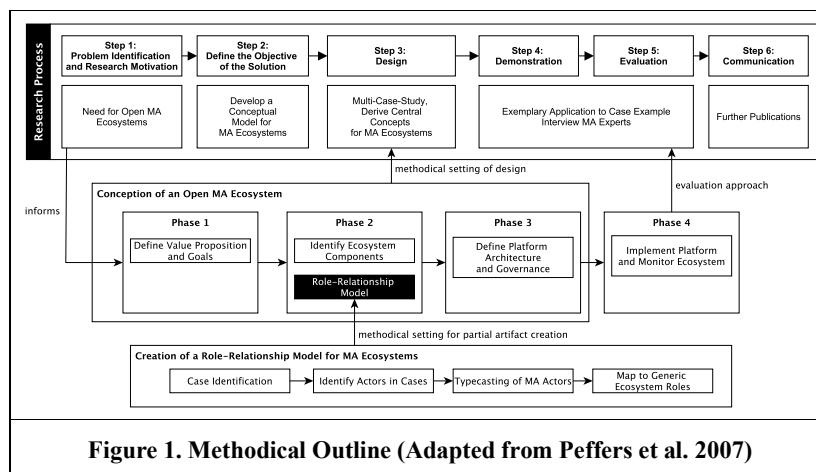 Research Process
Step 1:
Problem Identification
and Research Motivation
Step 2:
Define the Objective
of the Solution
Step 3:
Design
Step 4:
Demonstration
Step 5:
Evaluation
Step 6:
Communication
Need for Open MA
Ecosystems
Develop a
Conceptual
Model for
MA Ecosystems
Multi-Case-Study,
Derive Central
Concepts
for MA Ecosystems
Exemplary Application to Case Example
Interview MA Experts
Further Publications
informs
methodical setting of design
evaluation approach
Conception of an Open MA Ecosystem
Phase 1
Define Value Proposition
and Goals
Phase 2
Identify Ecosystem
Components
Role-Relationship
Model
Phase 3
Define Platform
Architecture
and Governance
Phase 4
Implement Platform
and Monitor Ecosystem
methodical setting for partial artifact creation
Creation of a Role-Relationship Model for MA Ecosystems
Case Identification
Identify Actors in Cases
Typecasting of MA Actors
Map to Generic
Ecosystem Roles
Figure 1. Methodical Outline (Adapted from Peffers et al. 2007)